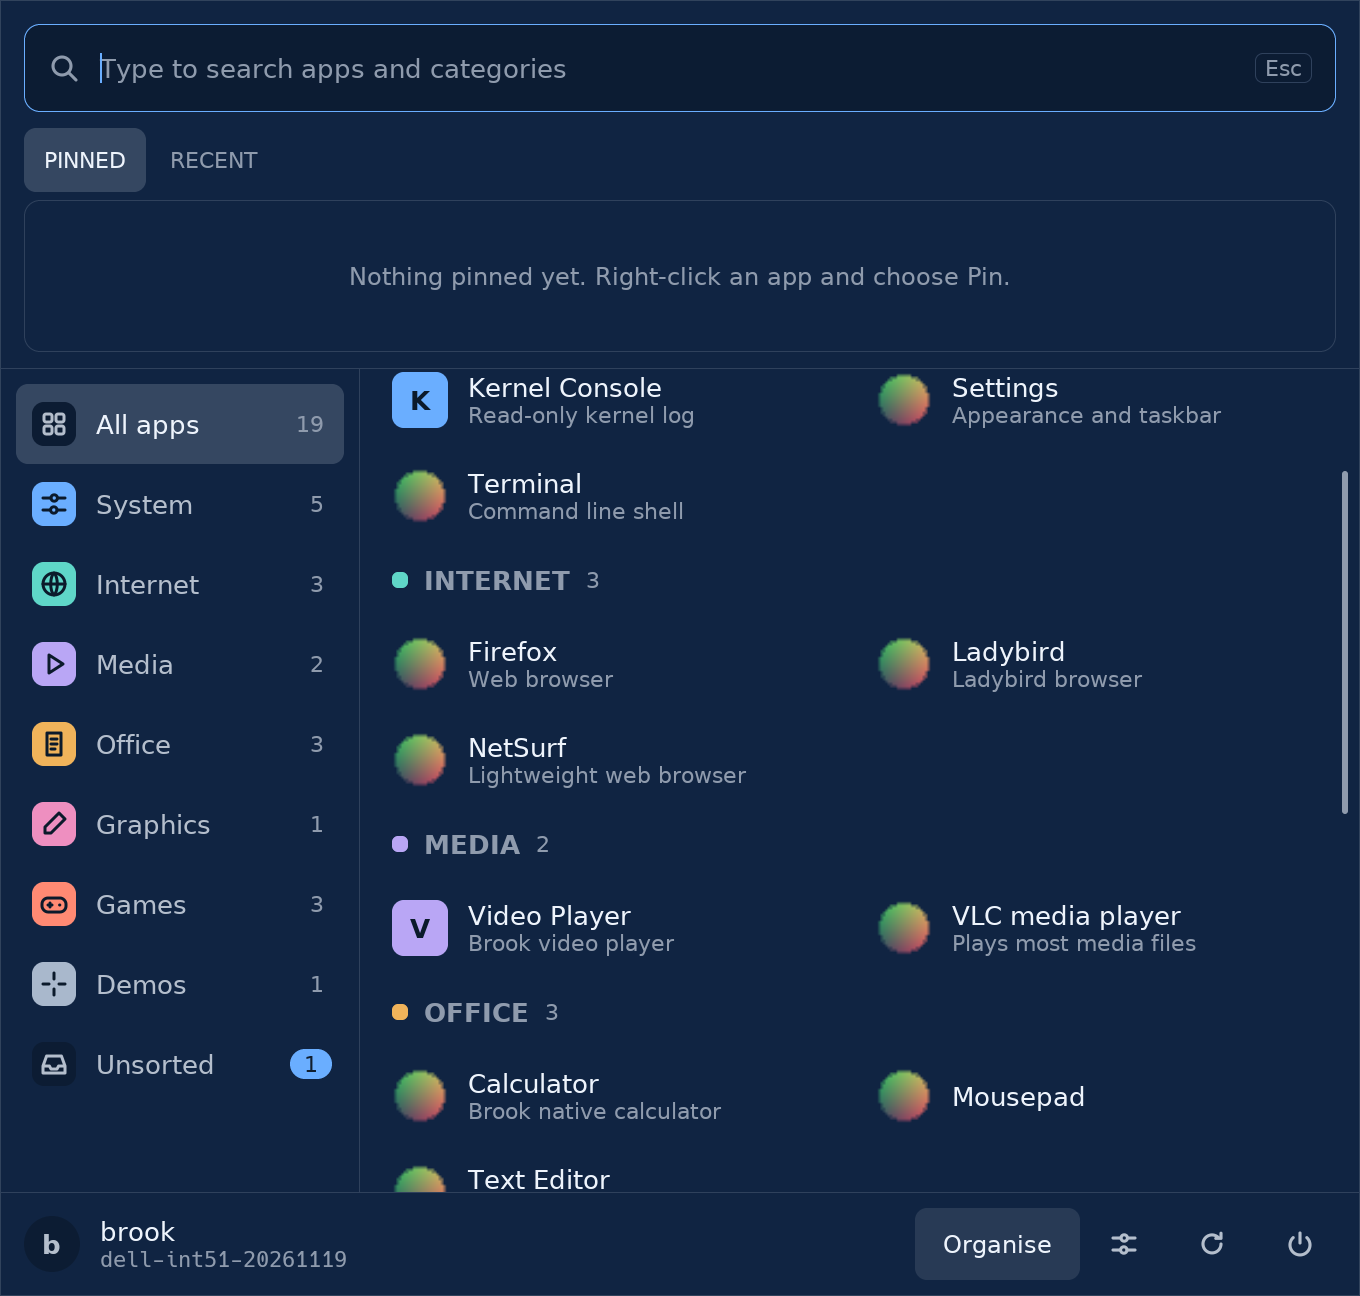 Type to search apps and categories
Esc
PINNED
RECENT
Nothing pinned yet. Right-click an app and choose Pin.
All apps 19
System 5
Internet 3
Media 2
Office 3
Graphics 1
Games 3
Demos 1
Unsorted 1
K
Kernel Console
Read-only kernel log
Settings
Appearance and taskbar
Terminal
Command line shell
INTERNET 3
Firefox
Web browser
Ladybird
Ladybird browser
NetSurf
Lightweight web browser
MEDIA 2
V
Video Player
Brook video player
VLC media player
Plays most media files
OFFICE 3
Calculator
Brook native calculator
Mousepad
Text Editor
b
brook
dell-int51-20261119
Organise